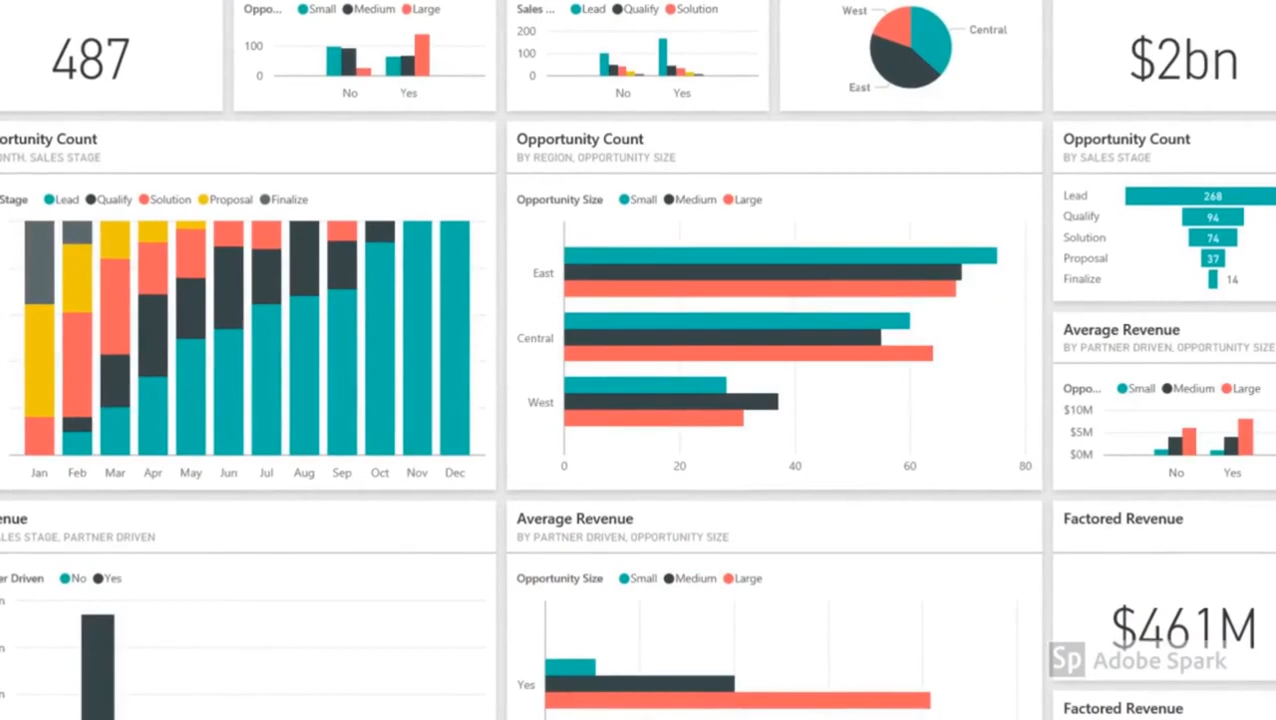 487
Oppo... Small Medium Large
100
0
No Yes
Sales ... Lead Qualify Solution
200
100
0
No Yes
West
Central
East
$2bn
ortunity Count
ONTH, SALES STAGE
Stage Lead Qualify Solution Proposal Finalize
Jan Feb Mar Apr May Jun Jul Aug Sep Oct Nov Dec
Opportunity Count
BY REGION, OPPORTUNITY SIZE
Opportunity Size Small Medium Large
East
Central
West
0 20 40 60 80
Opportunity Count
BY SALES STAGE
Lead 268
Qualify 94
Solution 74
Proposal 37
Finalize 14
Average Revenue
BY PARTNER DRIVEN, OPPORTUNITY SIZE
Oppo... Small Medium Large
$10M
$5M
$0M
No Yes
enue
ALES STAGE, PARTNER DRIVEN
er Driven No Yes
n
n
n
Average Revenue
BY PARTNER DRIVEN, OPPORTUNITY SIZE
Opportunity Size Small Medium Large
Yes
Factored Revenue
$461M
Sp Adobe Spark
Factored Revenue